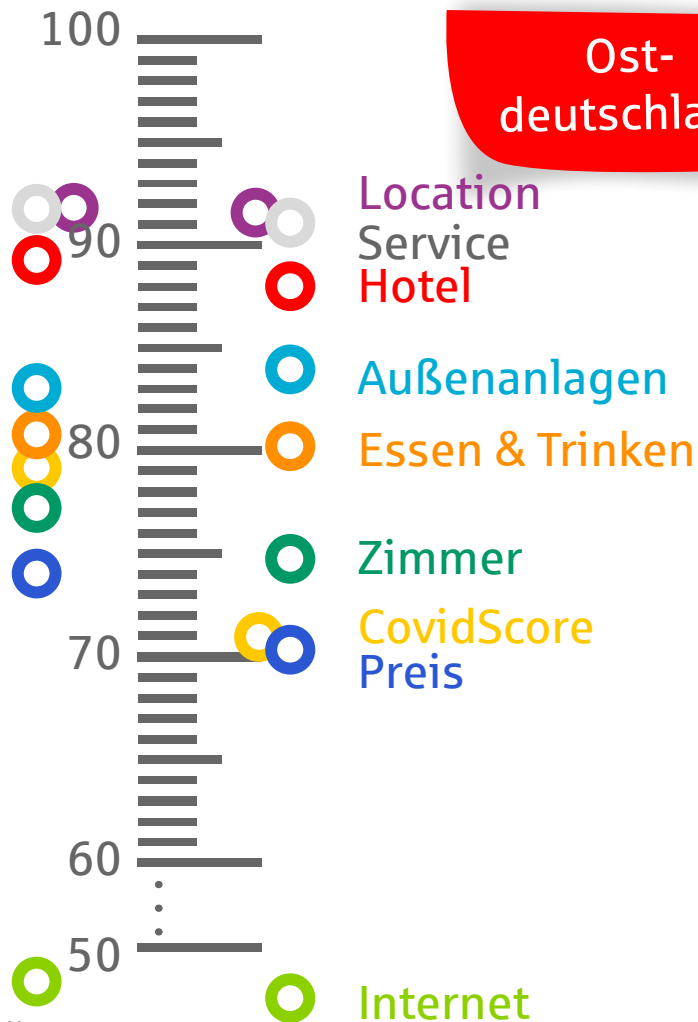 100
Ost-
deutschla
Location
90
Service
Hotel
Außenanlagen
80
Essen & Trinken
Zimmer
CovidScore
70
Preis
60
50
Internet